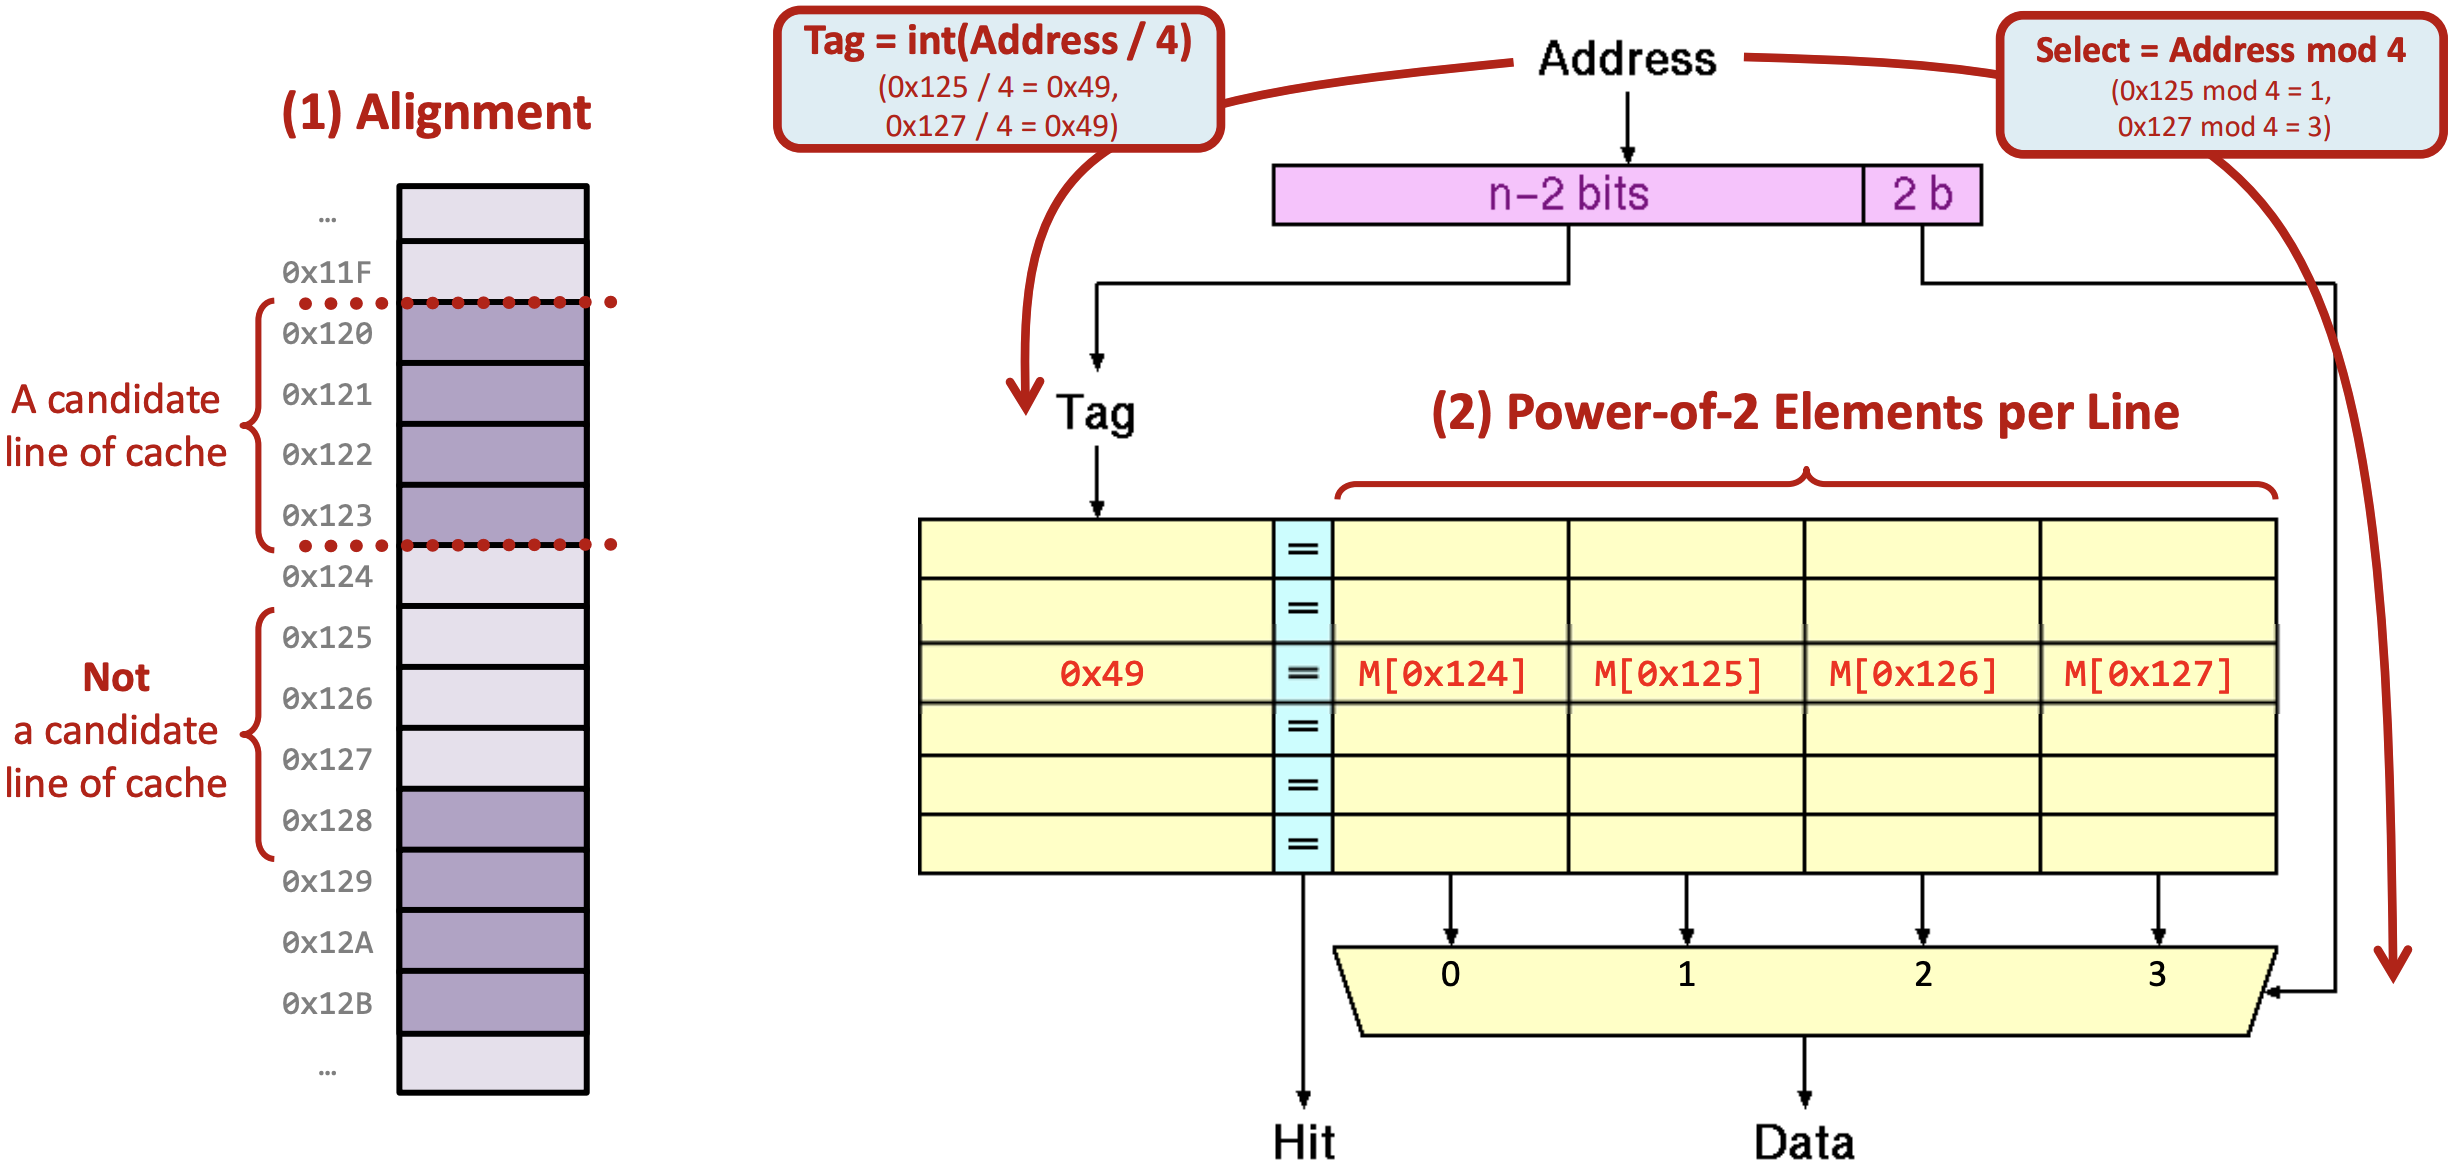 (1) Alignment
…
0x11F
0x120
0x121
0x122
0x123
0x124
0x125
0x126
0x127
0x128
0x129
0x12A
0x12B
…
A candidate
line of cache
Not
a candidate
line of cache
Tag = int(Address / 4)
(0x125 / 4 = 0x49,
0x127 / 4 = 0x49)
Address
Select = Address mod 4
(0x125 mod 4 = 1,
0x127 mod 4 = 3)
n-2 bits 2 b
Tag
(2) Power-of-2 Elements per Line
=
=
0x49 = M[0x124] M[0x125] M[0x126] M[0x127]
=
=
=
0 1 2 3
Hit Data